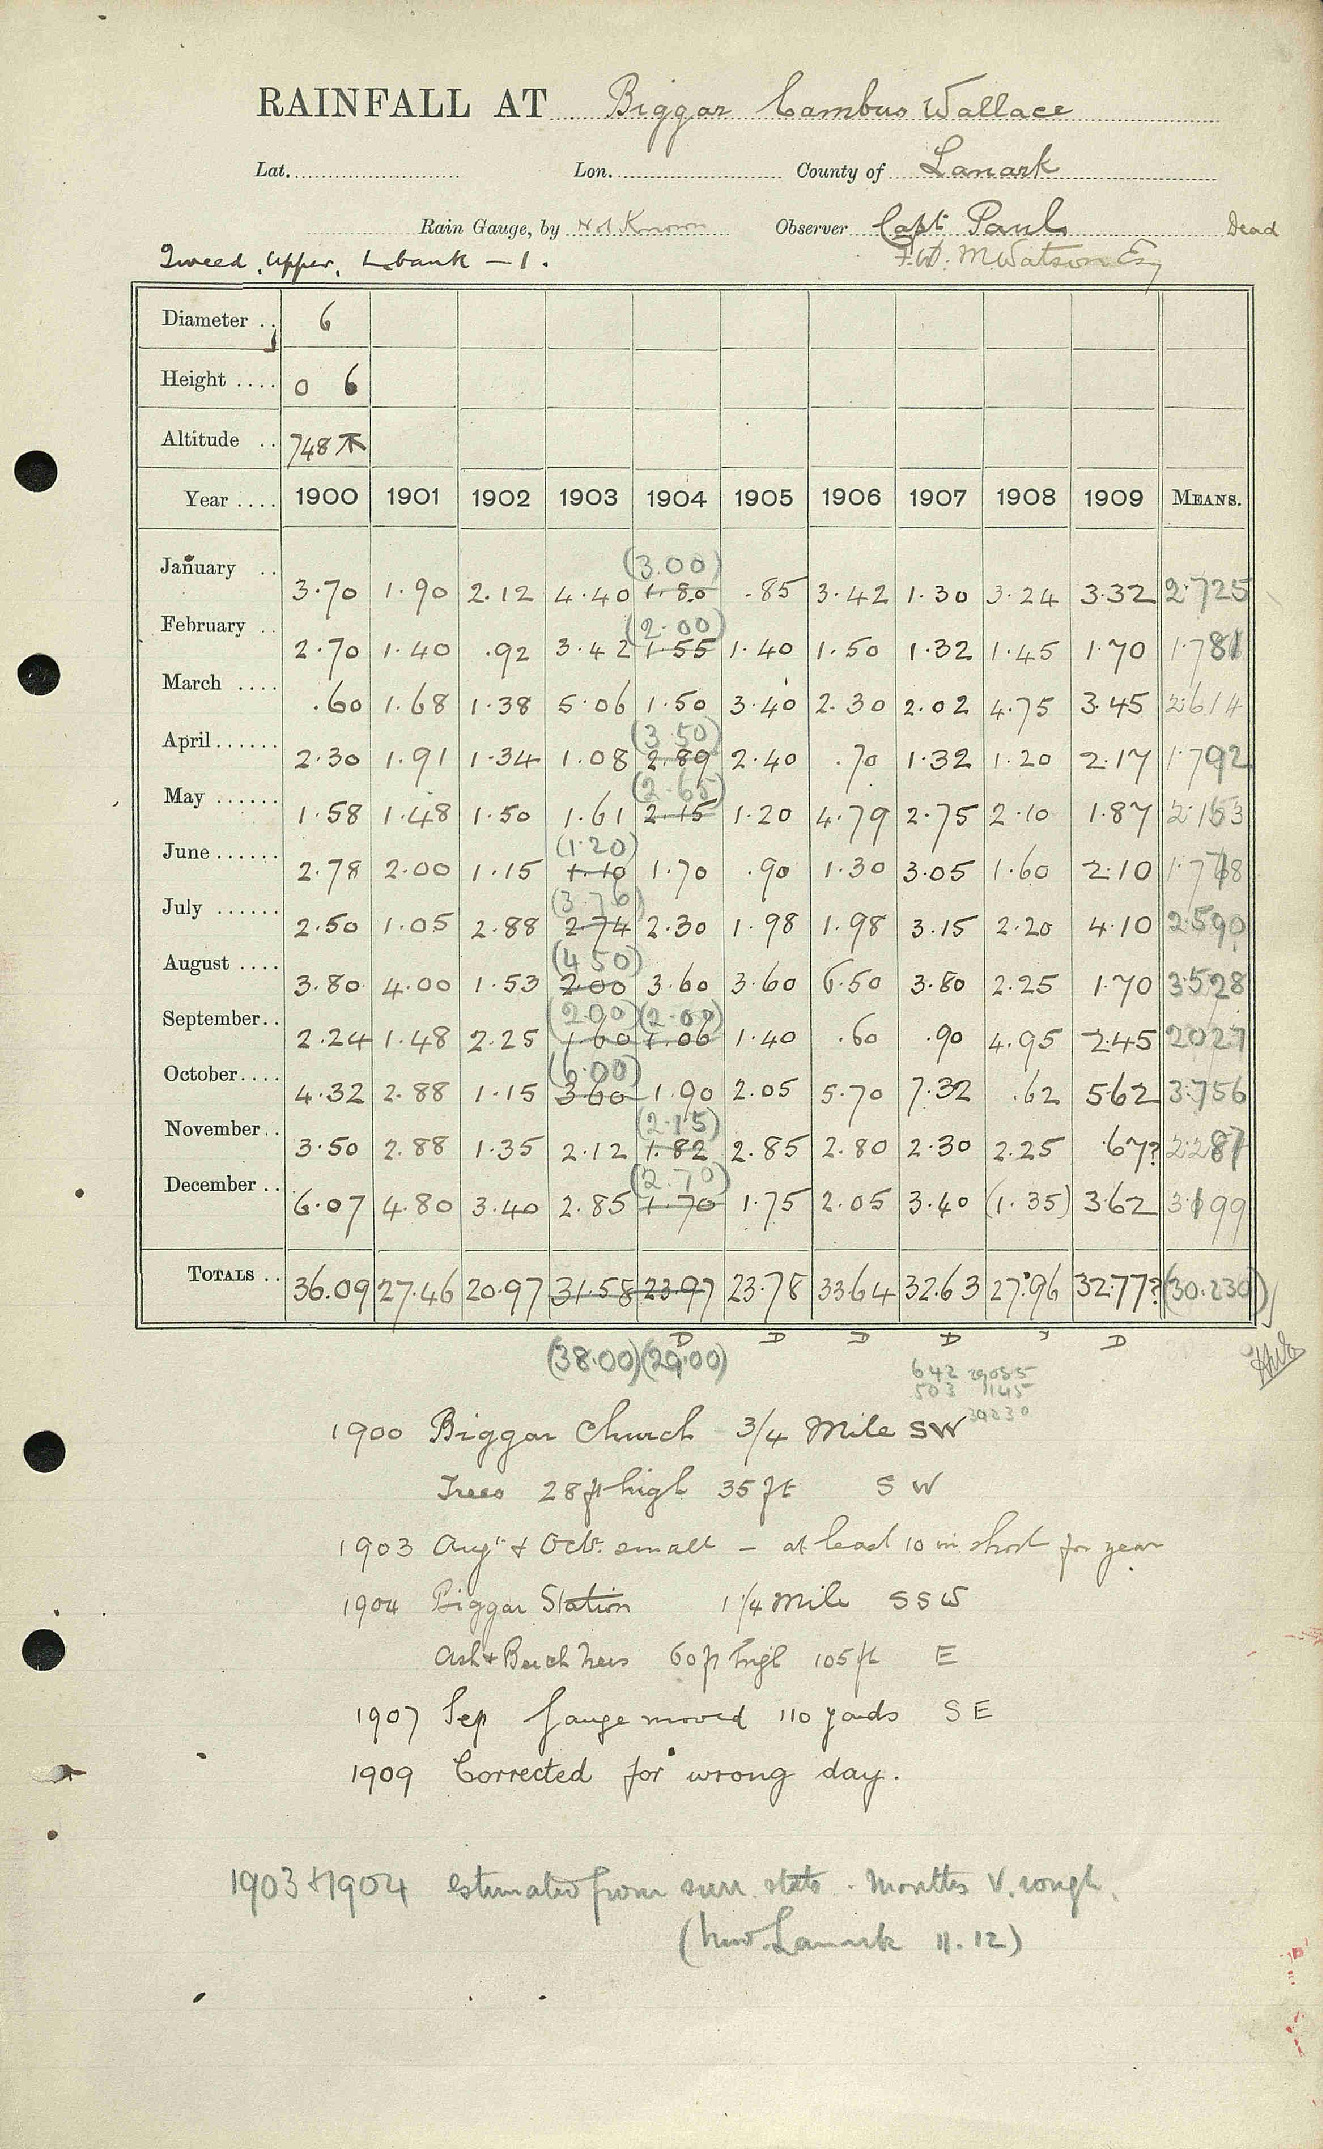 RAINFALL AT Biggar Cambus Wallace
Lat. Lon. County of Lanark
Rain Gauge, by Not Known Observer Capt. Paul Dead
Tweed, Upper, L bank — 1. F.W. M Watson Esq
Diameter .. 6
Height .... 0 6
Altitude .. 748
Year .... 1900 1901 1902 1903 1904 1905 1906 1907 1908 1909 MEANS.
(3.00)
January .. 3.70 1.90 2.12 4.40 1.80 .85 3.42 1.30 3.24 3.32 2.725
(2.00)
February .. 2.70 1.40 .92 3.42 1.55 1.40 1.50 1.32 1.45 1.70 1.781
March .... .60 1.68 1.38 5.06 1.50 3.40 2.30 2.02 4.75 3.45 2.614
(3.50)
April...... 2.30 1.91 1.34 1.08 2.89 2.40 .70 1.32 1.20 2.17 1.792
(2.65)
May ...... 1.58 1.48 1.50 1.61 2.15 1.20 4.79 2.75 2.10 1.87 2.153
(1.20)
June...... 2.78 2.00 1.15 1.10 1.70 .90 1.30 3.05 1.60 2.10 1.778
(3.76)
July ...... 2.50 1.05 2.88 2.74 2.30 1.98 1.98 3.15 2.20 4.10 2.590
(4.50)
August .... 3.80 4.00 1.53 2.00 3.60 3.60 6.50 3.80 2.25 1.70 3.528
(2.00) (2.00)
September.. 2.24 1.48 2.25 1.60 1.06 1.40 .60 .90 4.95 2.45 2.027
(6.00)
October.... 4.32 2.88 1.15 3.60 1.90 2.05 5.70 7.32 .62 5.62 3.756
(2.15)
November.. 3.50 2.88 1.35 2.12 1.82 2.85 2.80 2.30 2.25 .67? 2.287
(2.70)
December .. 6.07 4.80 3.40 2.85 1.70 1.75 2.05 3.40 (1.35) 3.62 3.199
TOTALS .. 36.09 27.46 20.97 31.58 23.97 23.78 33.64 32.63 27.96 32.77? (30.230)
D D D D D
(38.00) (29.00)
642 29085
503 1145
30230
1900 Biggar Church 3/4 Mile SW
Trees 28 ft high 35 ft SW
1903 Augt. & Octr. small — at least 10 in short for year
1904 Biggar Station 1 1/4 Mile SSW
Ash & Beech Trees 60 ft high 105 ft E
1907 Sep Gauge moved 110 yards SE
1909 Corrected for wrong day.
1903 & 1904 estimated from surr. stats. Months V. rough.
(New Lanark 11.12)